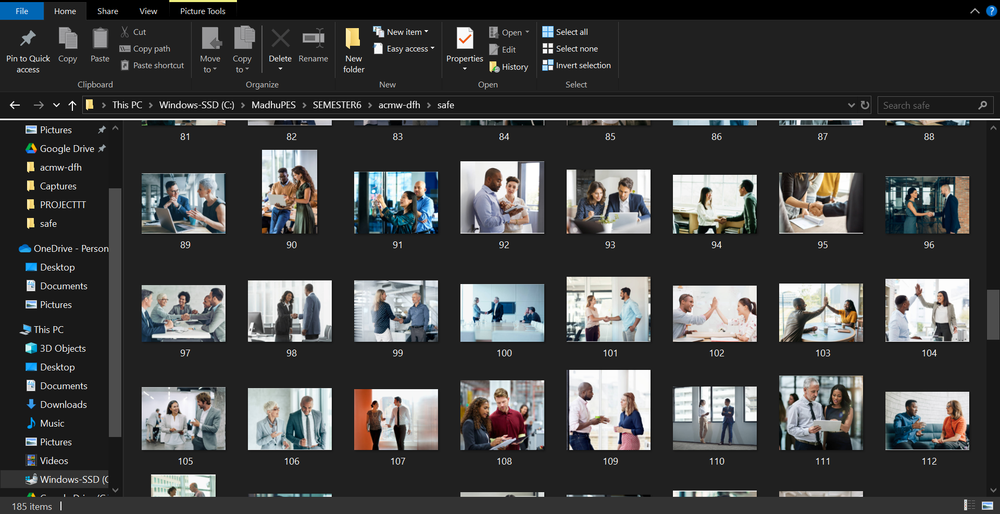 File Home Share View Picture Tools
Pin to Quick access
Copy
Paste
Cut
Copy path
Paste shortcut
Clipboard
Move to
Copy to
Delete
Rename
Organize
New folder
New item
Easy access
New
Properties
Open
Edit
History
Open
Select all
Select none
Invert selection
Select
This PC > Windows-SSD (C:) > MadhuPES > SEMESTER6 > acmw-dfh > safe
Search safe
Pictures
Google Drive
acmw-dfh
Captures
PROJECTTT
safe
OneDrive - Person
Desktop
Documents
Pictures
This PC
3D Objects
Desktop
Documents
Downloads
Music
Pictures
Videos
Windows-SSD (C
81 82 83 84 85 86 87 88
89 90 91 92 93 94 95 96
97 98 99 100 101 102 103 104
105 106 107 108 109 110 111 112
185 items